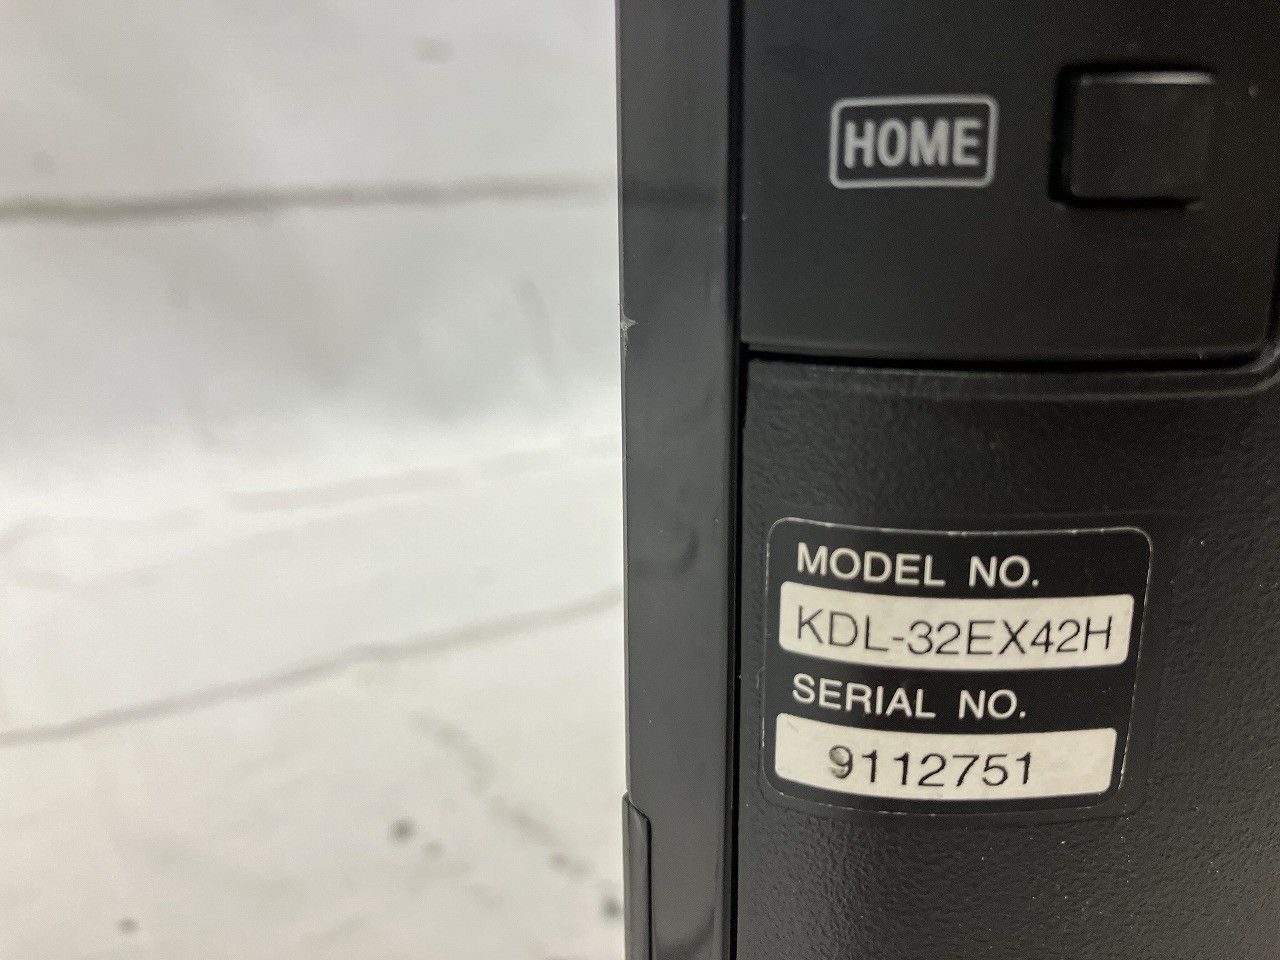 HOME
MODEL NO.
KDL-32EX42H
SERIAL NO.
9112751